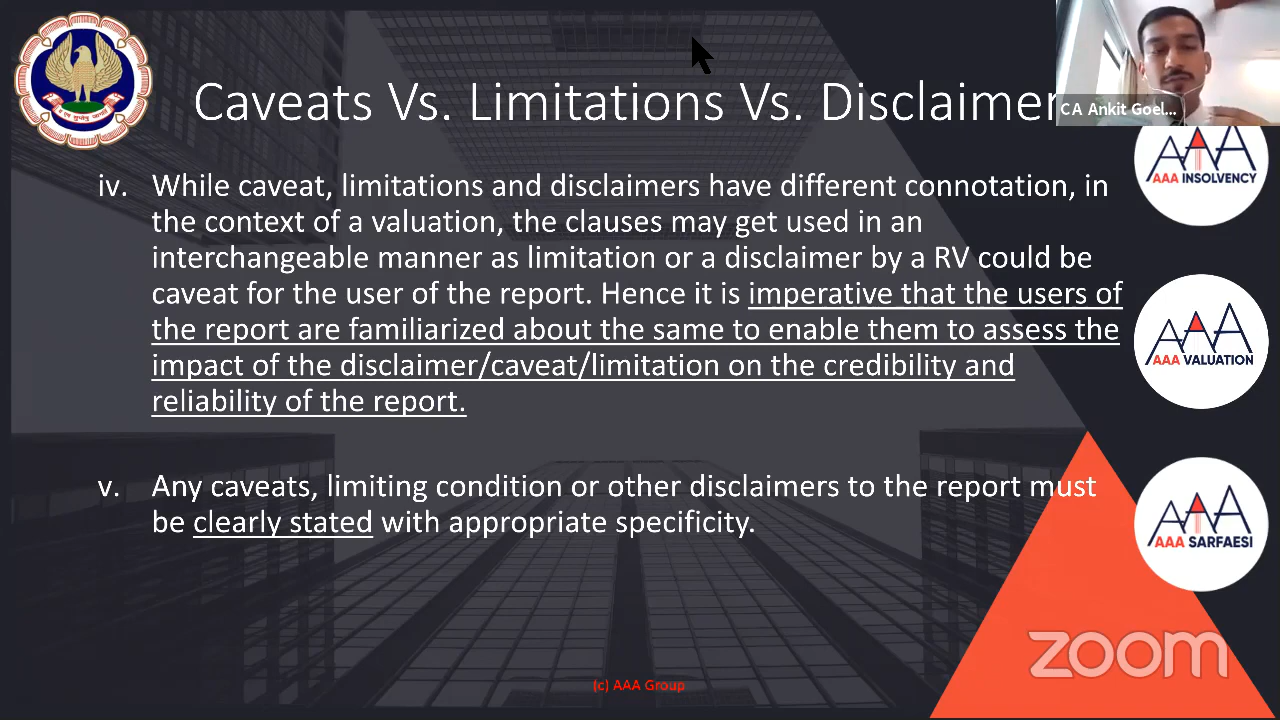 Caveats Vs. Limitations Vs. Disclaimer
CA Ankit Goel...
AAA
AAA INSOLVENCY
iv. While caveat, limitations and disclaimers have different connotation, in
the context of a valuation, the clauses may get used in an
interchangeable manner as limitation or a disclaimer by a RV could be
caveat for the user of the report. Hence it is imperative that the users of
the report are familiarized about the same to enable them to assess the
impact of the disclaimer/caveat/limitation on the credibility and
reliability of the report.
AAA
AAA VALUATION
v. Any caveats, limiting condition or other disclaimers to the report must
be clearly stated with appropriate specificity.
AAA
AAA SARFAESI
zoom
(c) AAA Group